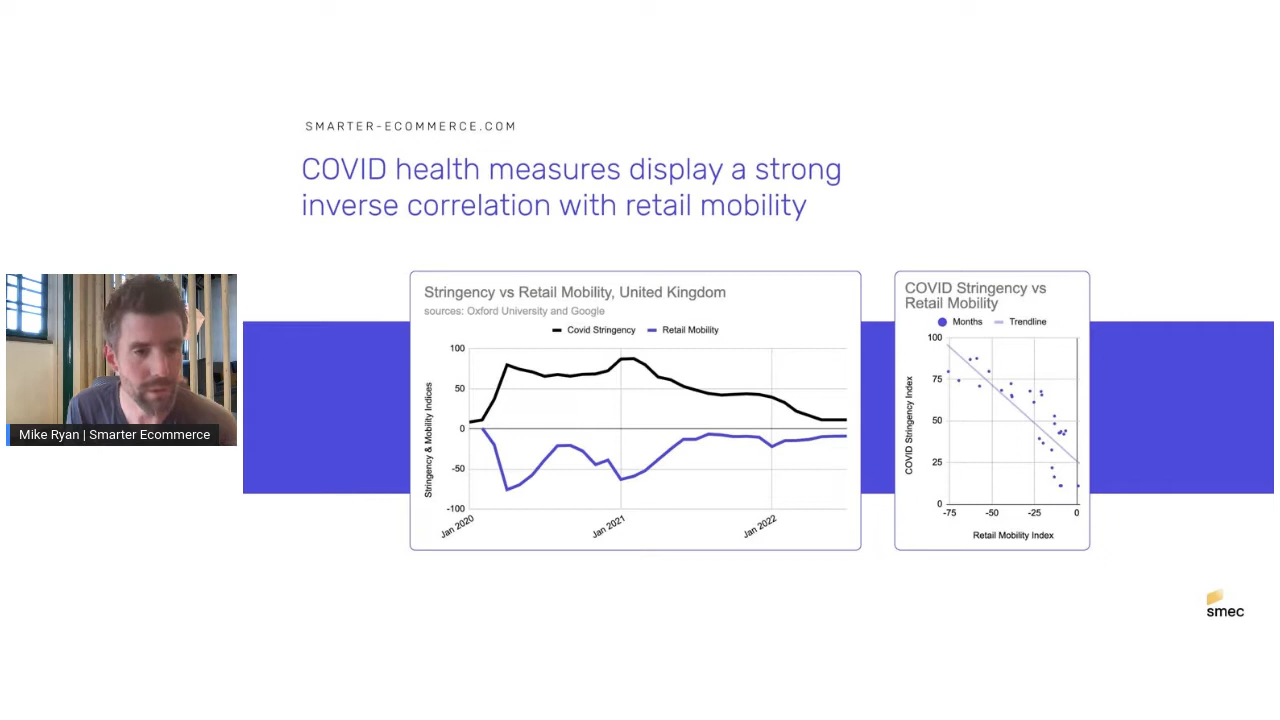 SMARTER-ECOMMERCE.COM
COVID health measures display a strong
inverse correlation with retail mobility
Mike Ryan | Smarter Ecommerce
Stringency vs Retail Mobility, United Kingdom
sources: Oxford University and Google
Covid Stringency
Retail Mobility
Stringency & Mobility Indices
100
50
0
-50
-100
Jan 2020
Jan 2021
Jan 2022
COVID Stringency vs
Retail Mobility
Months
Trendline
COVID Stringency Index
100
75
50
25
0
-75
-50
-25
0
Retail Mobility Index
smec